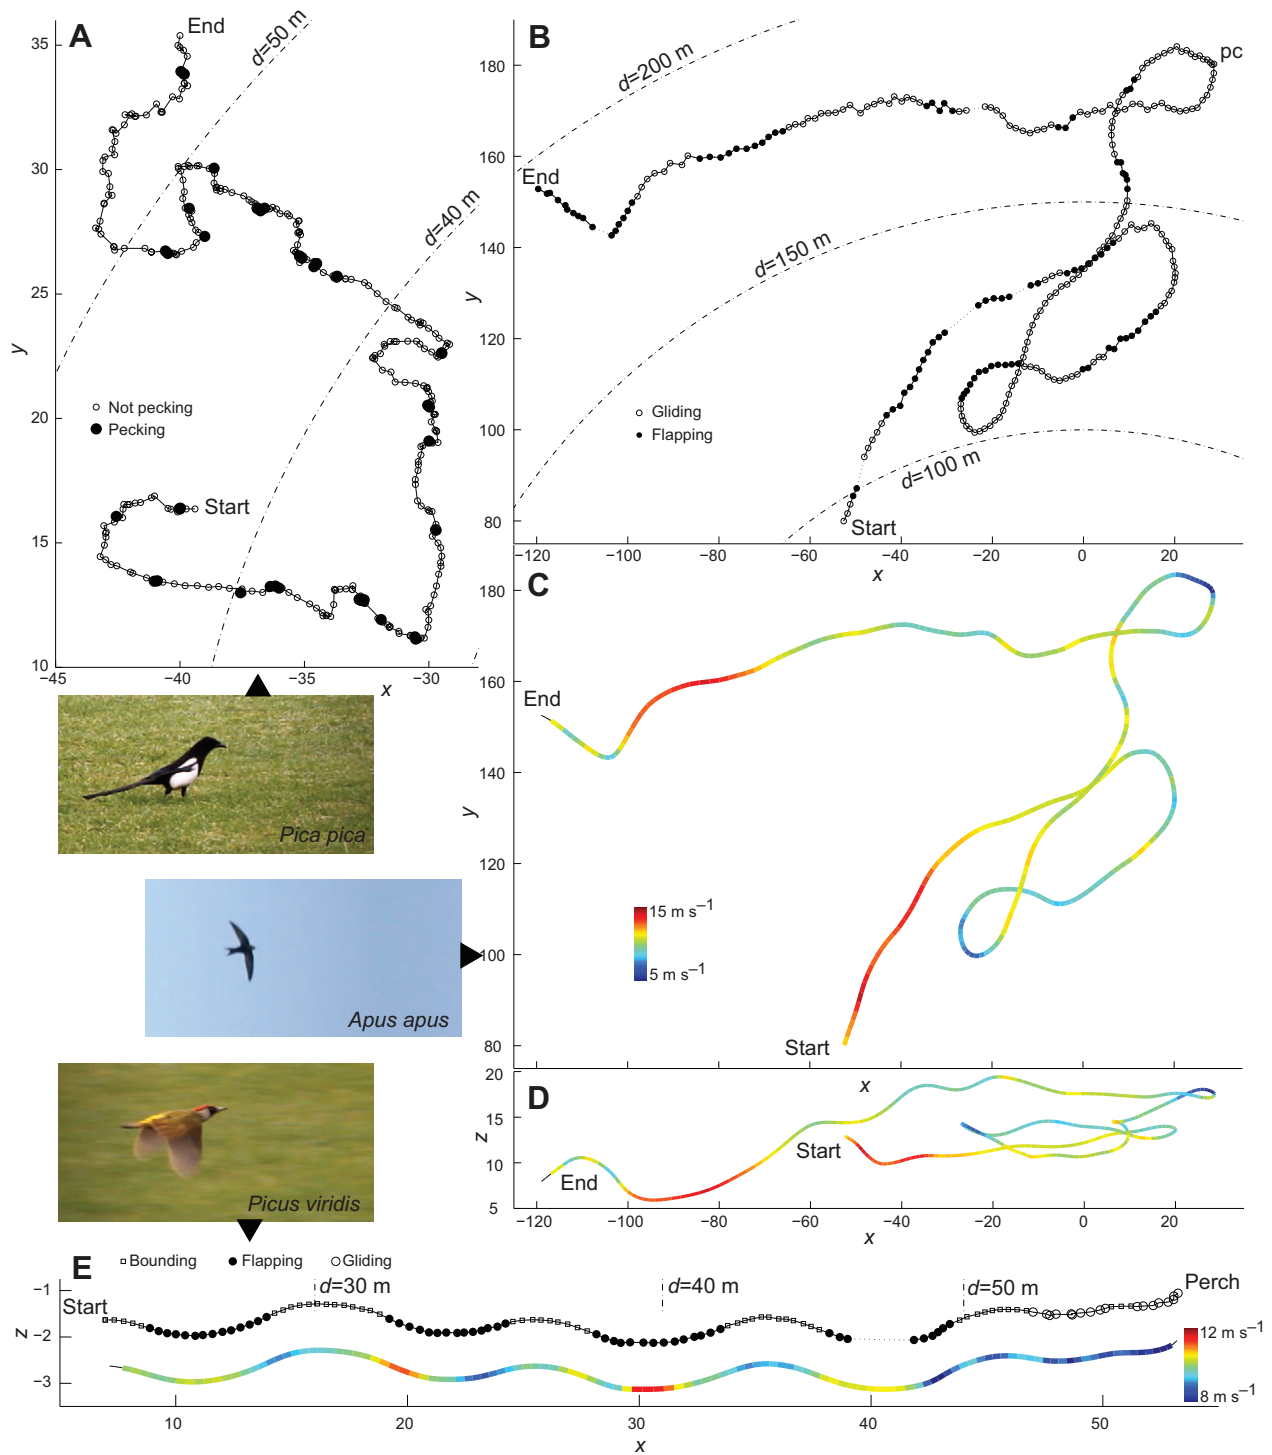 A
End
d=50 m
d=40 m
35
30
25
20
15
10
y
Not pecking
Pecking
Start
−45
−40
−35
−30
x
Pica pica
Apus apus
Picus viridis
B
d=200 m
pc
180
160
140
120
100
80
y
End
d=150 m
Gliding
Flapping
d=100 m
Start
−120
−100
−80
−60
−40
−20
0
20
x
C
180
160
140
120
100
80
y
End
15 m s−1
5 m s−1
Start
x
D
20
15
10
5
z
Start
End
−120
−100
−80
−60
−40
−20
0
20
x
E
Bounding
Flapping
Gliding
d=30 m
d=40 m
d=50 m
Perch
Start
−1
−2
−3
z
12 m s−1
8 m s−1
10
20
30
40
50
x